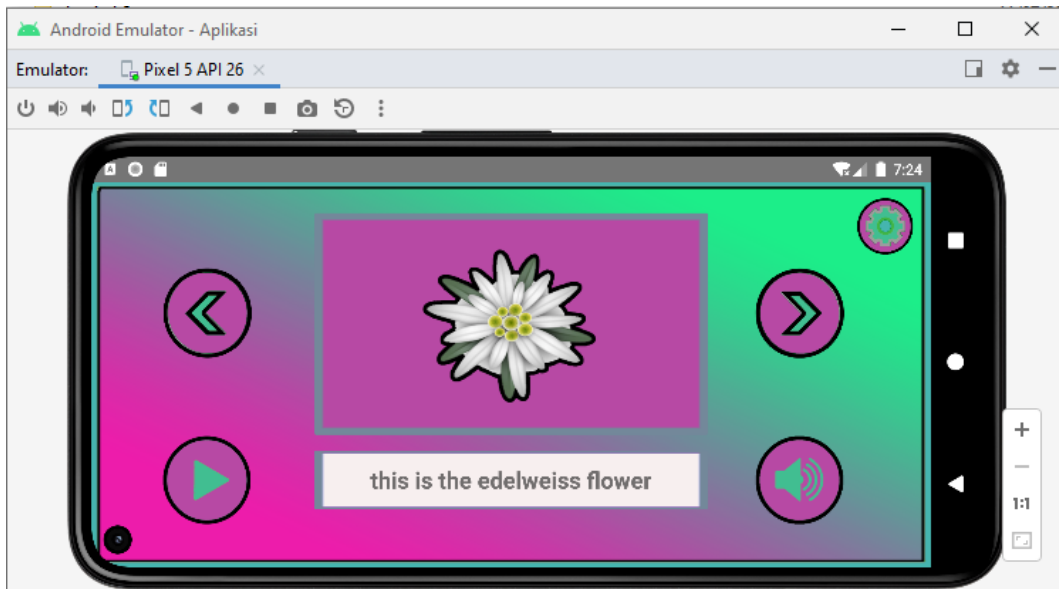 Android Emulator - Aplikasi
Emulator:
Pixel 5 API 26
A
7:24
this is the edelweiss flower
1:1